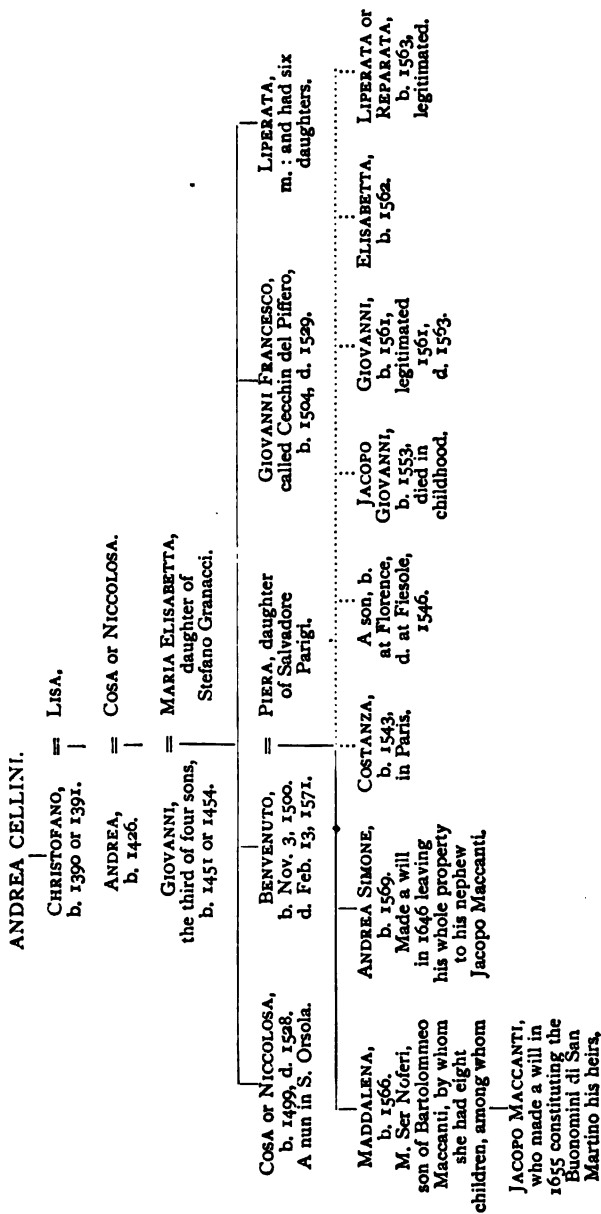 ANDREA CELLINI.
CHRISTOFANO, = LISA.
b. 1390 or 1391.
ANDREA, = COSA or NICCOLOSA.
b. 1426.
GIOVANNI, = MARIA ELISABETTA,
the third of four sons, daughter of
b. 1451 or 1454. Stefano Granacci.
COSA or NICCOLOSA,
b. 1499, d. 1528.
A nun in S. Orsola.
BENVENUTO, = PIERA, daughter
b. Nov. 3, 1500. of Salvadore
d. Feb. 13, 1571. Parigi.
GIOVANNI FRANCESCO,
called Cecchin del Piffero,
b. 1504, d. 1529.
LIPERATA,
m. : and had six
daughters.
MADDALENA,
b. 1566.
M. Ser Noferi,
son of Bartolommeo
Maccanti, by whom
she had eight
children, among whom
JACOPO MACCANTI,
who made a will in
1655 constituting the
Buonomini di San
Martino his heirs,
ANDREA SIMONE,
b. 1569.
Made a will
in 1646 leaving
his whole property
to his nephew
Jacopo Maccanti.
COSTANZA,
b. 1543,
in Paris.
A son, b.
at Florence,
d. at Fiesole,
1546.
JACOPO
GIOVANNI,
b. 1553,
died in
childhood.
GIOVANNI,
b. 1561,
legitimated
1561,
d. 1563.
ELISABETTA,
b. 1562.
LIPERATA or
REPARATA,
b. 1563,
legitimated.